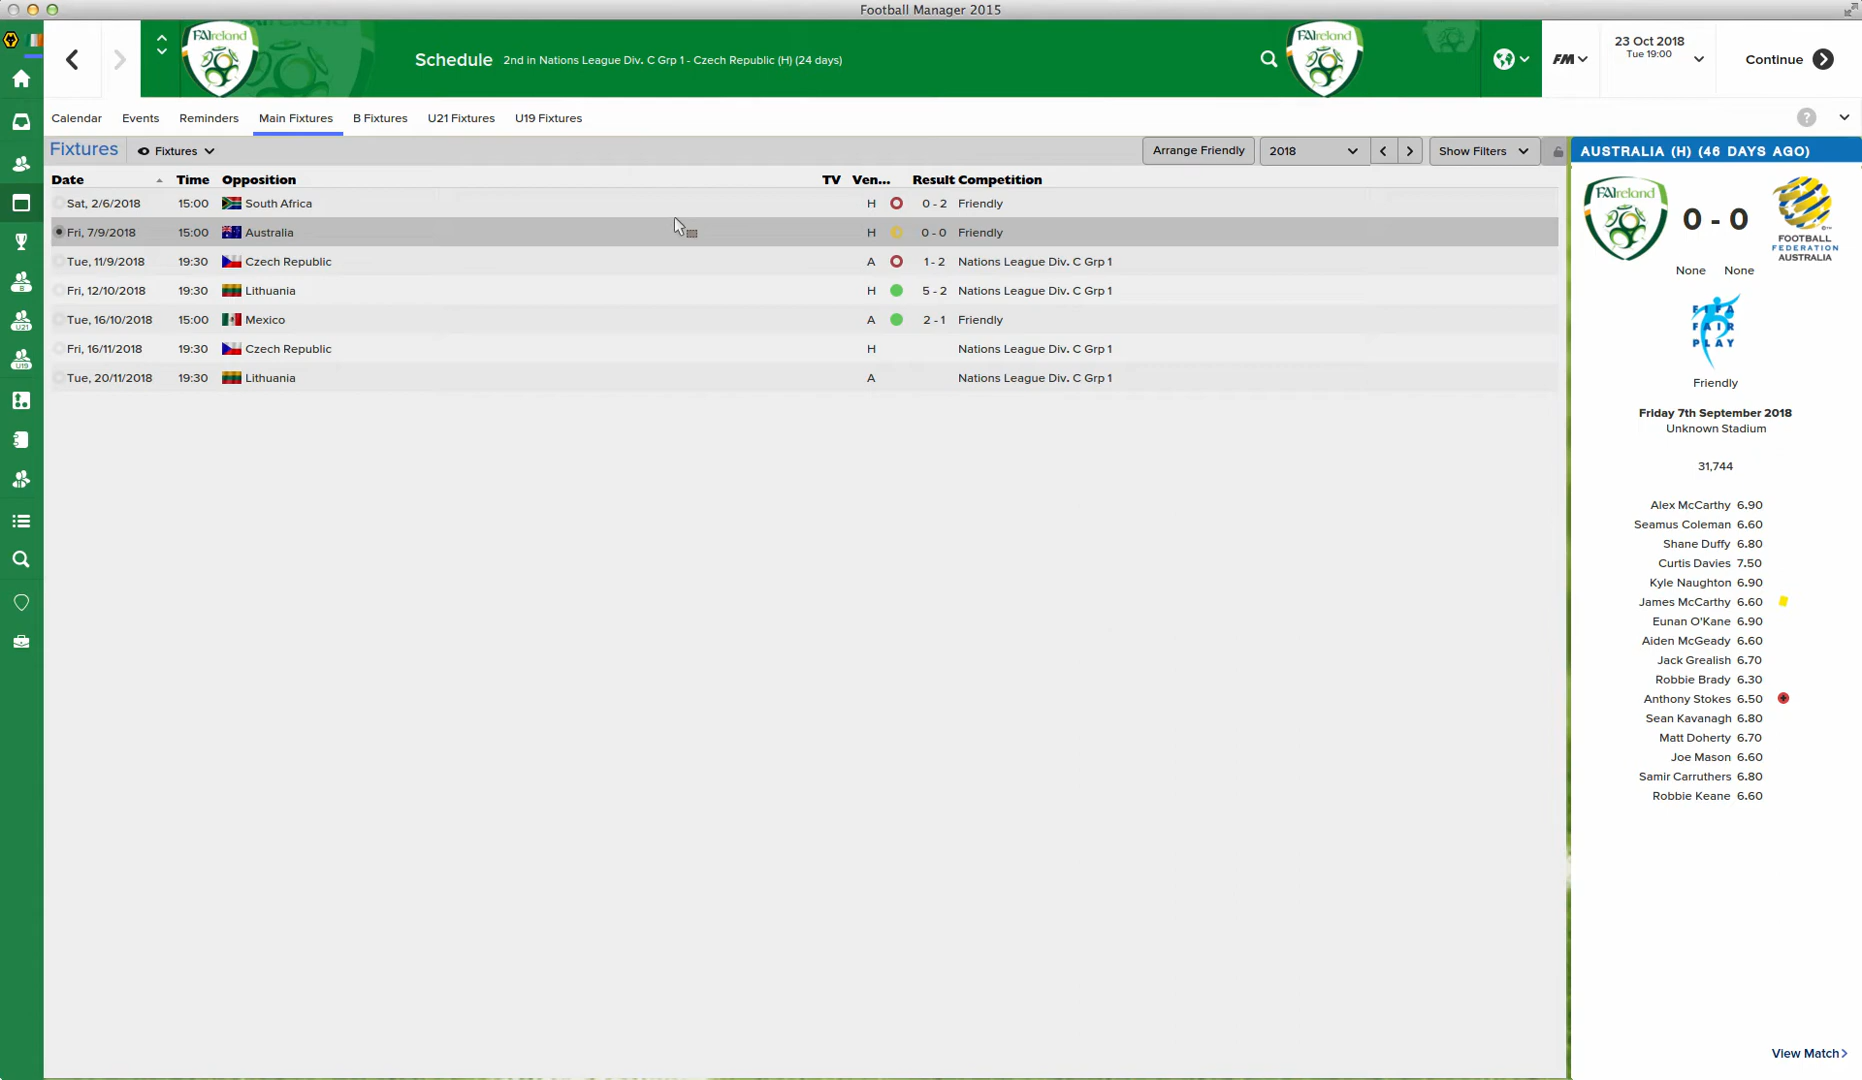 Football Manager 2015
FAIreland
Schedule 2nd in Nations League Div. C Grp 1 - Czech Republic (H) (24 days)
FAIreland
FM
23 Oct 2018
Tue 19:00
Continue
Calendar Events Reminders Main Fixtures B Fixtures U21 Fixtures U19 Fixtures
?
Fixtures Fixtures Arrange Friendly 2018 Show Filters
Date Time Opposition TV Ven... Result Competition
Sat, 2/6/2018 15:00 South Africa H 0 - 2 Friendly
Fri, 7/9/2018 15:00 Australia H 0 - 0 Friendly
Tue, 11/9/2018 19:30 Czech Republic A 1 - 2 Nations League Div. C Grp 1
Fri, 12/10/2018 19:30 Lithuania H 5 - 2 Nations League Div. C Grp 1
Tue, 16/10/2018 15:00 Mexico A 2 - 1 Friendly
Fri, 16/11/2018 19:30 Czech Republic H Nations League Div. C Grp 1
Tue, 20/11/2018 19:30 Lithuania A Nations League Div. C Grp 1
B
U21
U19
AUSTRALIA (H) (46 DAYS AGO)
FAIreland
0 - 0
FOOTBALL
FEDERATION
AUSTRALIA
None None
FIFA
FAIR
PLAY
Friendly
Friday 7th September 2018
Unknown Stadium
31,744
Alex McCarthy 6.90
Seamus Coleman 6.60
Shane Duffy 6.80
Curtis Davies 7.50
Kyle Naughton 6.90
James McCarthy 6.60
Eunan O'Kane 6.90
Aiden McGeady 6.60
Jack Grealish 6.70
Robbie Brady 6.30
Anthony Stokes 6.50
Sean Kavanagh 6.80
Matt Doherty 6.70
Joe Mason 6.60
Samir Carruthers 6.80
Robbie Keane 6.60
View Match